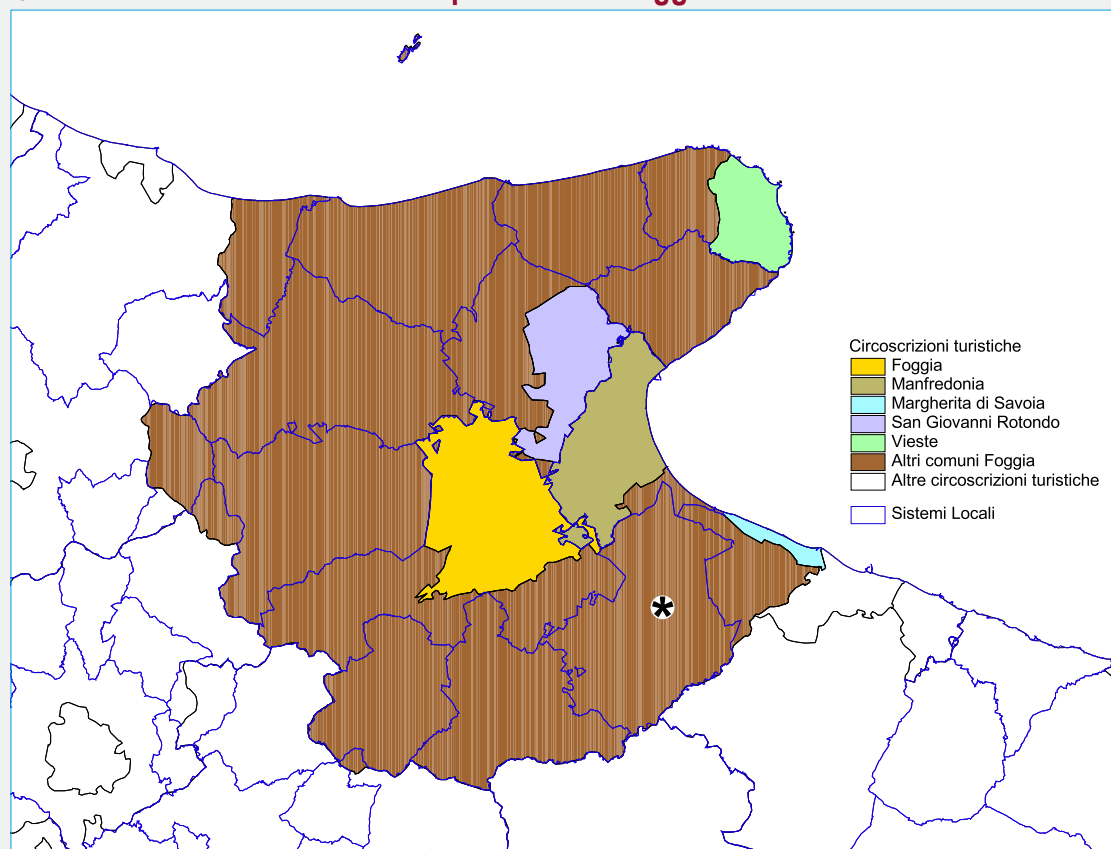 Circoscrizioni turistiche
Foggia
Manfredonia
Margherita di Savoia
San Giovanni Rotondo
Vieste
Altri comuni Foggia
Altre circoscrizioni turistiche
Sistemi Locali
*